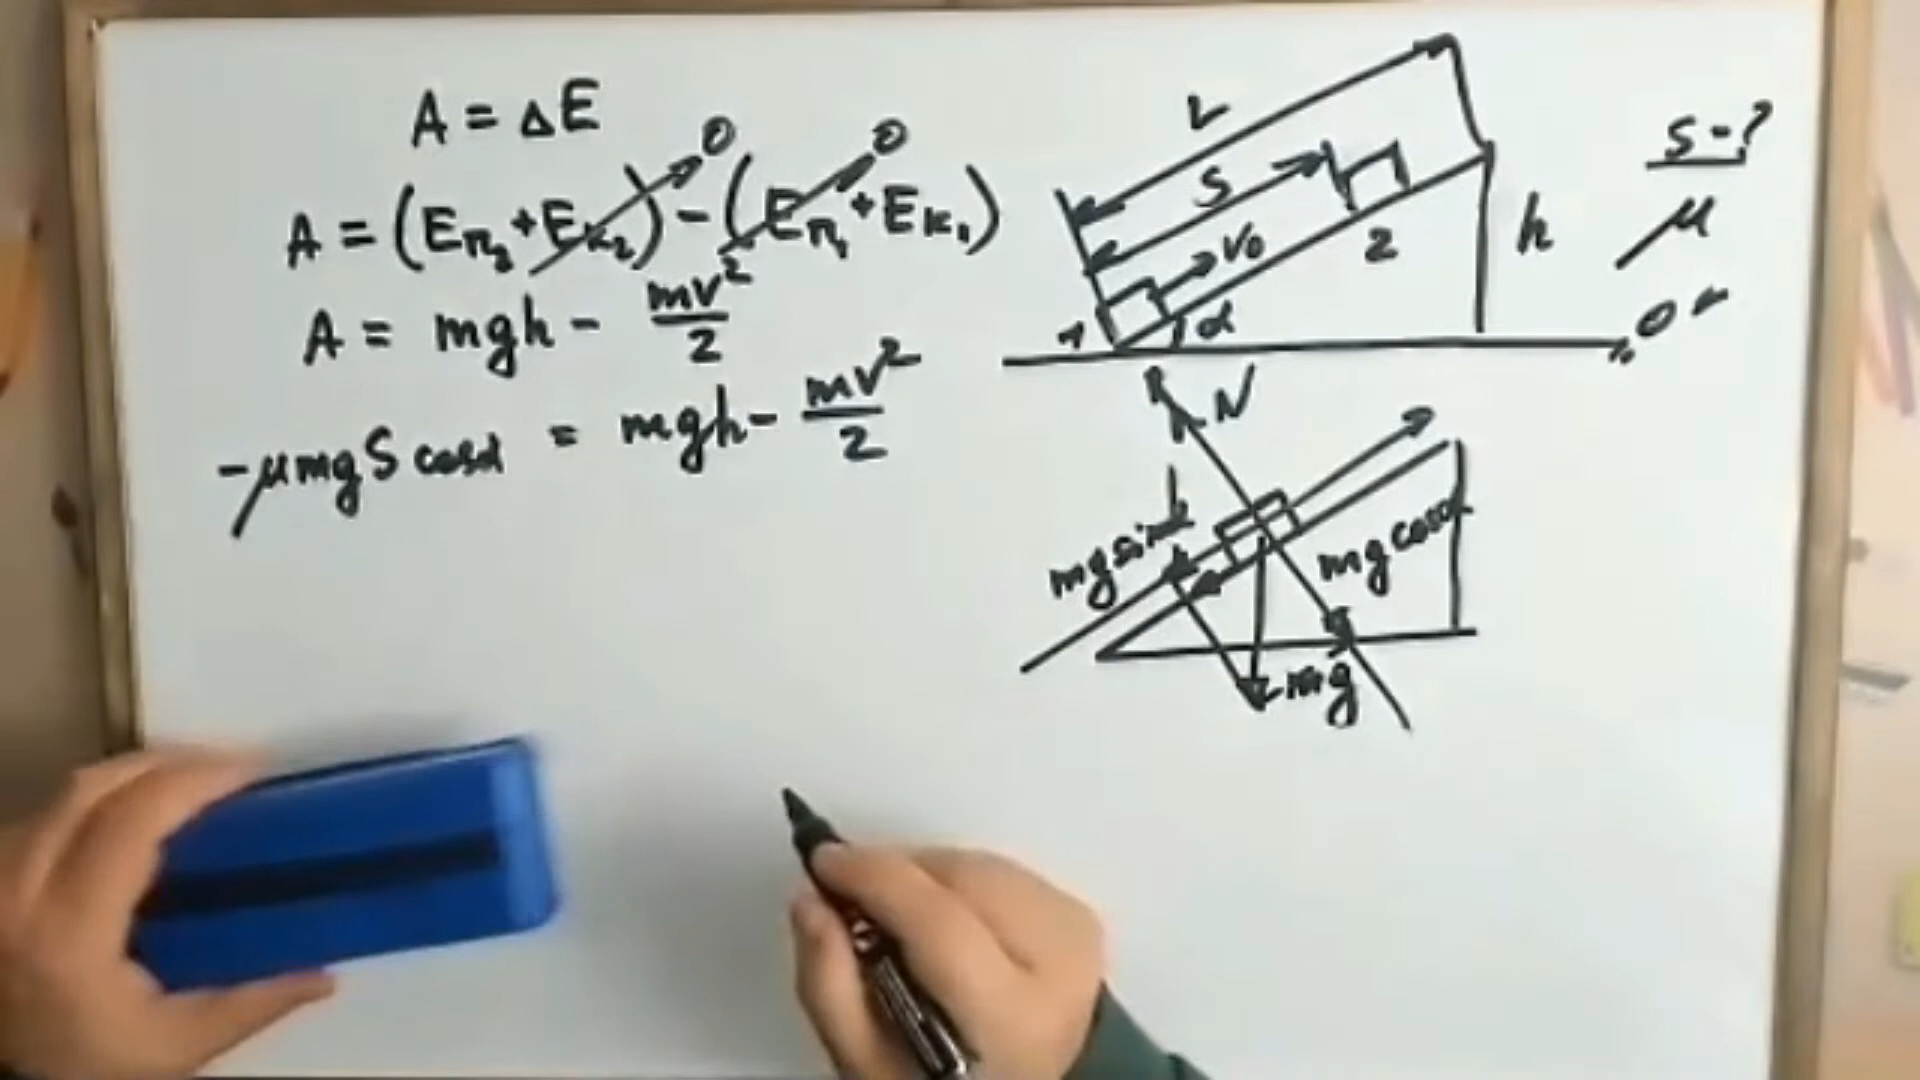 A = ΔE
A = (Eп₂ + Eк₂) - (Eп₁ + Eк₁)
0
0
A = mgh - mv²/2
-μmgS cosα = mgh - mv²/2
L
S
V₀
1
2
α
h
S - ?
μ
N
mg sinα
mg cosα
mg